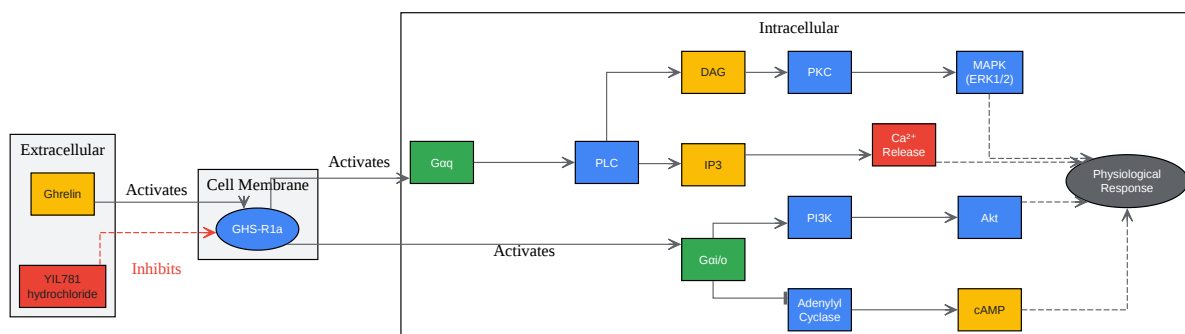 Intracellular
DAG
PKC
MAPK
(ERK1/2)
Extracellular
Ghrelin
Activates
Cell Membrane
GHS-R1a
Activates
Gαq
PLC
IP3
Ca²⁺
Release
Physiological
Response
YIL781
hydrochloride
Inhibits
Activates
Gαi/o
PI3K
Akt
Adenylyl
Cyclase
cAMP